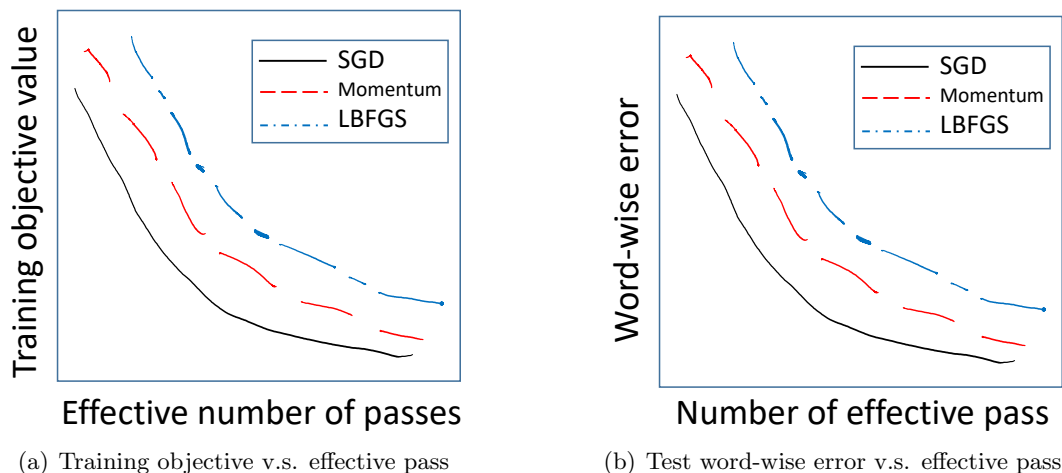 Training objective value
SGD
Momentum
LBFGS
Effective number of passes
(a) Training objective v.s. effective pass
Word-wise error
SGD
Momentum
LBFGS
Number of effective pass
(b) Test word-wise error v.s. effective pass